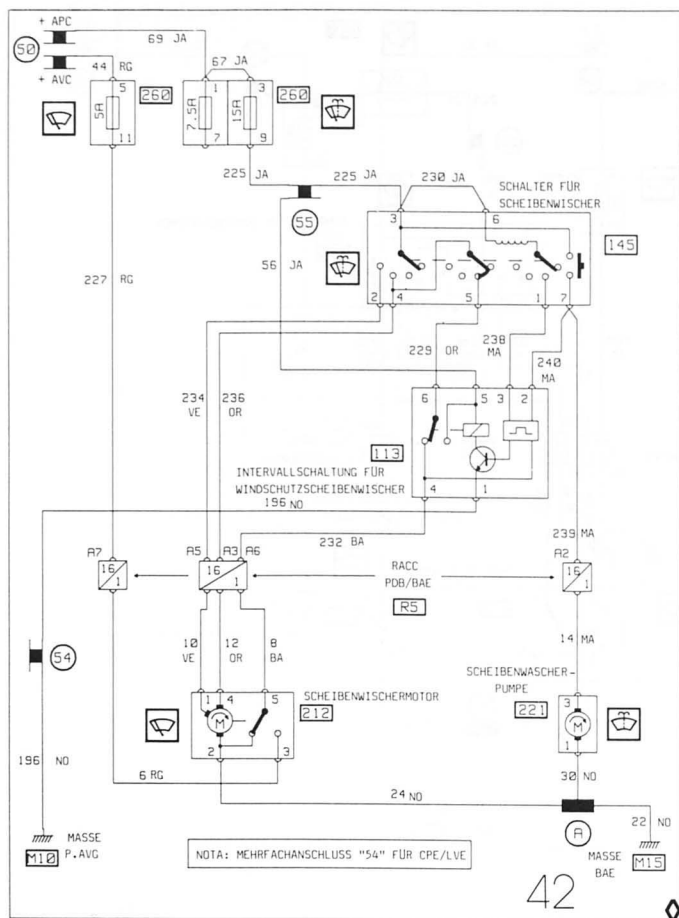 + APC
69 JA
50
+ AVC
44 RG
67 JA
5
260
1
3
260
5A
7.5A
15A
11
7
9
225 JA
225 JA
230 JA
SCHALTER FÜR
SCHEIBENWISCHER
55
3
6
145
56 JA
227 RG
2
4
5
1
7
229 OR
238
MA
240
MA
234
VE
236
OR
6
5
3
2
113
INTERVALLSCHALTUNG FÜR
WINDSCHUTZSCHEIBENWISCHER
4
1
196 NO
232 BA
239 MA
A7
A5
A3
A6
A2
16
1
16
1
RACC
PDB/BAE
16
1
R5
54
10
VE
12
OR
8
BA
14 MA
SCHEIBENWASCHER-
PUMPE
1
4
5
SCHEIBENWISCHERMOTOR
212
M
221
3
M
2
3
1
196 NO
6 RG
24 NO
30 NO
A
22 NO
MASSE
M10
P.AVG
NOTA: MEHRFACHANSCHLUSS "54" FÜR CPE/LVE
MASSE
BAE
M15
42